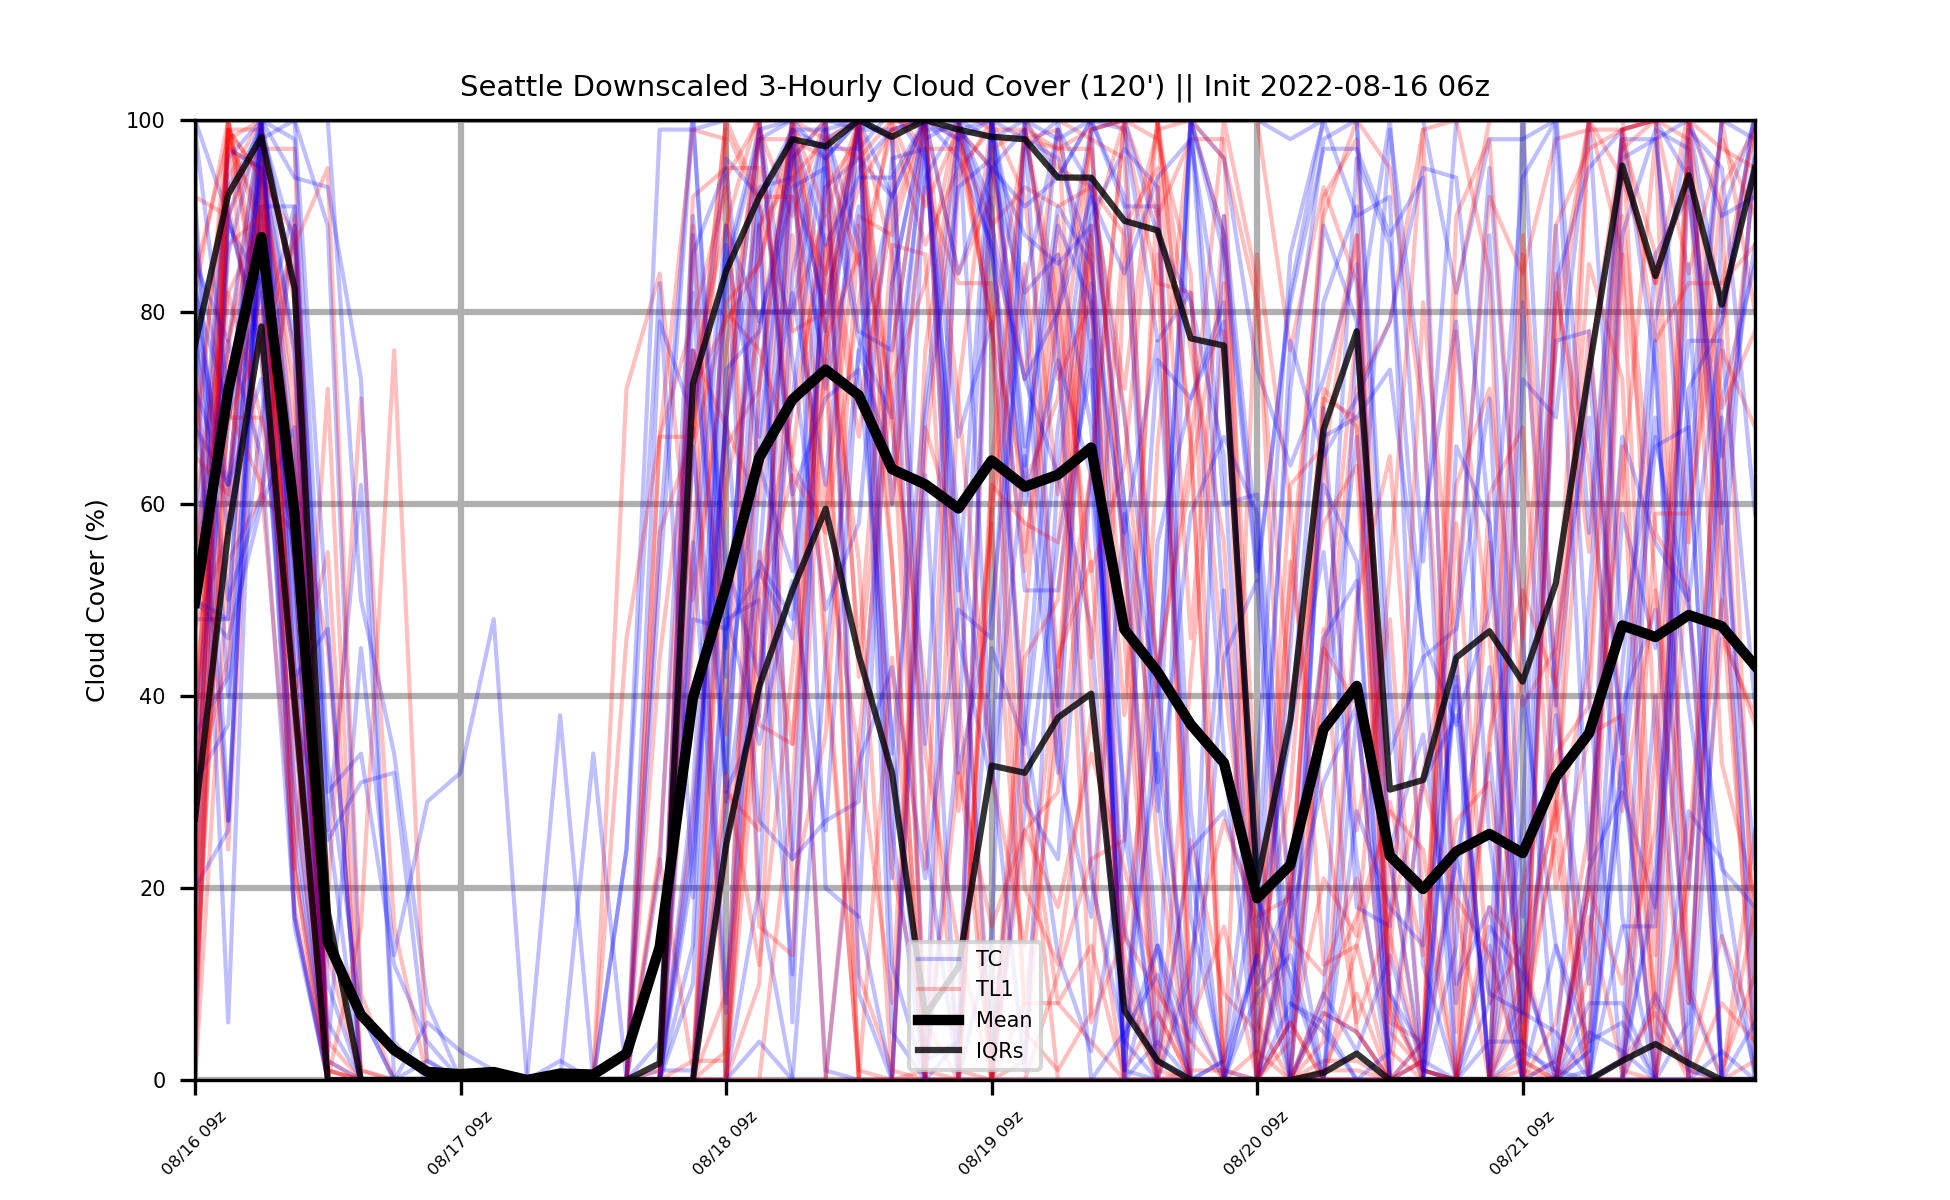 Seattle Downscaled 3-Hourly Cloud Cover (120') || Init 2022-08-16 06z
Cloud Cover (%)
100
80
60
40
20
0
TC
TL1
Mean
IQRs
08/16 09z
08/17 09z
08/18 09z
08/19 09z
08/20 09z
08/21 09z